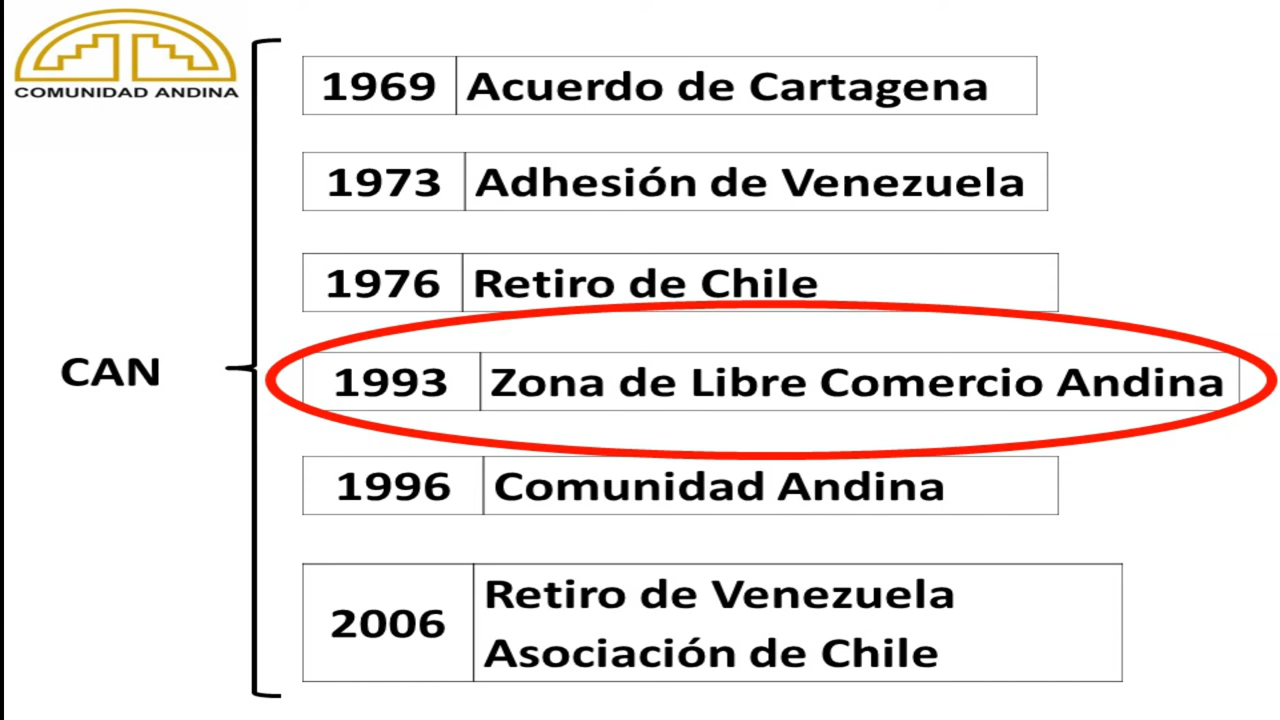 COMUNIDAD ANDINA
1969 Acuerdo de Cartagena
1973 Adhesión de Venezuela
1976 Retiro de Chile
CAN
1993 Zona de Libre Comercio Andina
1996 Comunidad Andina
2006
Retiro de Venezuela
Asociación de Chile